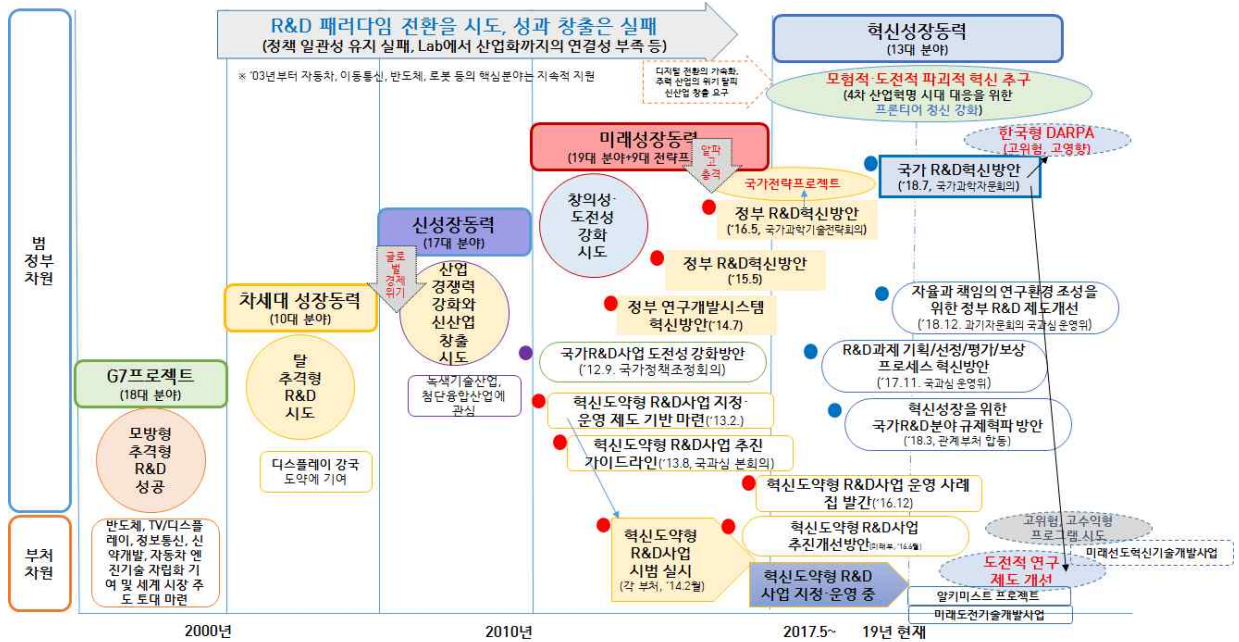 R&D 패러다임 전환을 시도, 성과 창출은 실패
(정책 일관성 유지 실패, Lab에서 산업화까지의 연결성 부족 등)
※ '03년부터 자동차, 이동통신, 반도체, 로봇 등의 핵심분야는 지속적 지원
디지털 전환의 가속화,
주력 산업의 위기 탈피
신산업 창출 요구
혁신성장동력
(13대 분야)
모험적·도전적 파괴적 혁신 추구
(4차 산업혁명 시대 대응을 위한
프론티어 정신 강화)
한국형 DARPA
(고위험, 고영향)
국가 R&D혁신방안
('18.7, 국가과학자문회의)
미래성장동력
(19대 분야+9대 전략프
알파
고
충격
국가전략프로젝트
창의성·
도전성
강화
시도
정부 R&D혁신방안
('16.5, 국가과학기술전략회의)
정부 R&D혁신방안
('15.5)
정부 연구개발시스템
혁신방안('14.7)
신성장동력
(17대 분야)
글로
벌
경제
위기
산업
경쟁력
강화와
신산업
창출
시도
녹색기술산업,
첨단융합산업에
관심
차세대 성장동력
(10대 분야)
탈
추격형
R&D
시도
디스플레이 강국
도약에 기여
범
정부
차원
G7프로젝트
(18대 분야)
모방형
추격형
R&D
성공
자율과 책임의 연구환경 조성을
위한 정부 R&D 제도개선
('18.12. 과기자문회의 국과심 운영위)
국가R&D사업 도전성 강화방안
('12.9. 국가정책조정회의)
R&D과제 기획/선정/평가/보상
프로세스 혁신방안
('17.11. 국과심 운영위)
혁신도약형 R&D사업 지정·
운영 제도 기반 마련('13.2.)
혁신성장을 위한
국가R&D분야 규제혁파 방안
('18.3, 관계부처 합동)
혁신도약형 R&D사업 추진
가이드라인('13.8, 국과심 본회의)
혁신도약형 R&D사업 운영 사례
집 발간('16.12)
부처
차원
반도체, TV/디스플
레이, 정보통신, 신
약개발, 자동차 엔
진기술 자립화 기
여 및 세계 시장 주
도 토대 마련
혁신도약형
R&D사업
시범 실시
(각 부처, '14.2월)
혁신도약형 R&D사업
추진개선방안(미래부, '16.6월)
혁신도약형 R&D
사업 지정·운영 중
고위험, 고수익형
프로그램 시도
미래선도혁신기술개발사업
도전적 연구
제도 개선
알키미스트 프로젝트
미래도전기술개발사업
2000년
2010년
2017.5~
19년 현재